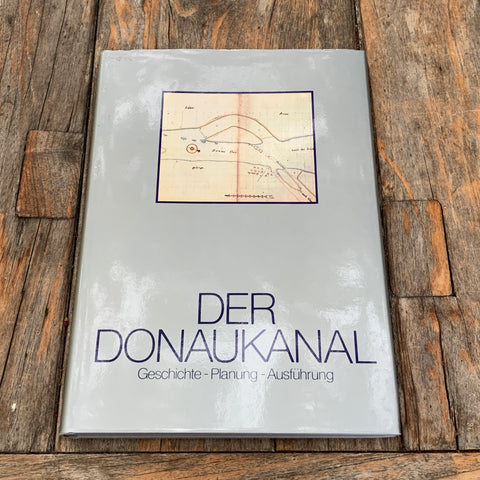 DER
DONAUKANAL
Geschichte - Planung - Ausführung